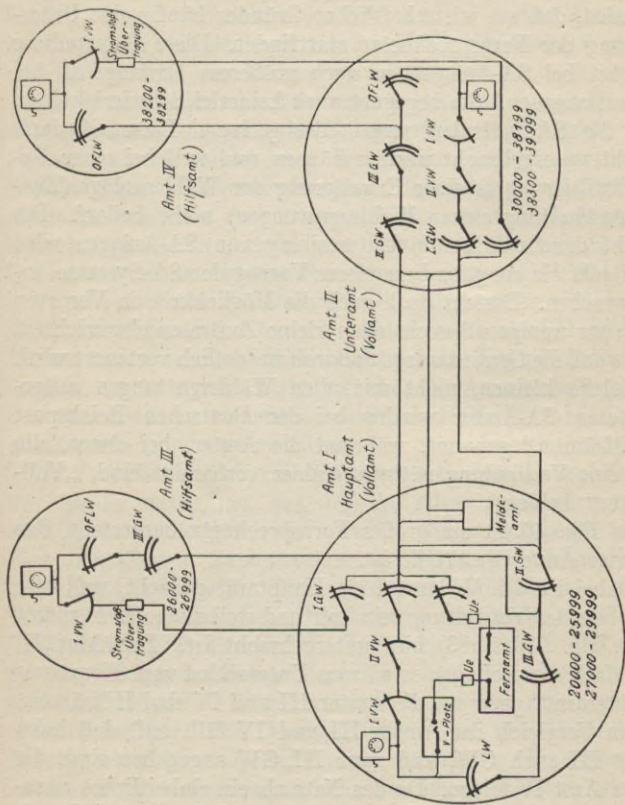 Amt I
Hauptamt
(Vollamt)
I.VW
II.VW
I.GW
V-Platz
Ue
Ue
Fernamt
Melde-
amt
LW
III.GW
II.GW
20000 - 25999
27000 - 29999
Amt III
(Hilfsamt)
I.VW
OFLW
III.GW
Stromstoß-
Über-
tragung
26000 -
26999
Amt II
Unteramt
(Vollamt)
II.GW
III.GW
OFLW
I.GW
II.VW
I.VW
30000 - 38199
38300 - 39999
Amt IV
(Hilfsamt)
OFLW
I.VW
Stromstoß-
Über-
tragung
38200 -
38299